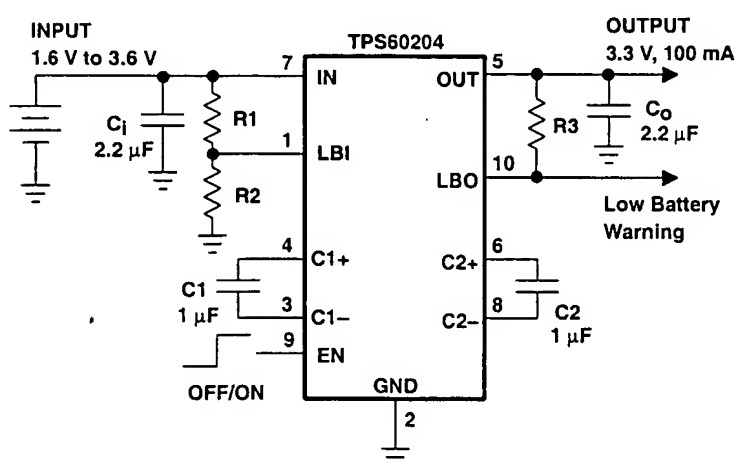 INPUT
1.6 V to 3.6 V
OUTPUT
3.3 V, 100 mA
TPS60204
7
IN
5
OUT
Ci
2.2 µF
R1
R2
1
LBI
R3
Co
2.2 µF
10
LBO
Low Battery
Warning
4
C1+
C1
1 µF
3
C1−
6
C2+
8
C2−
C2
1 µF
9
EN
OFF/ON
GND
2